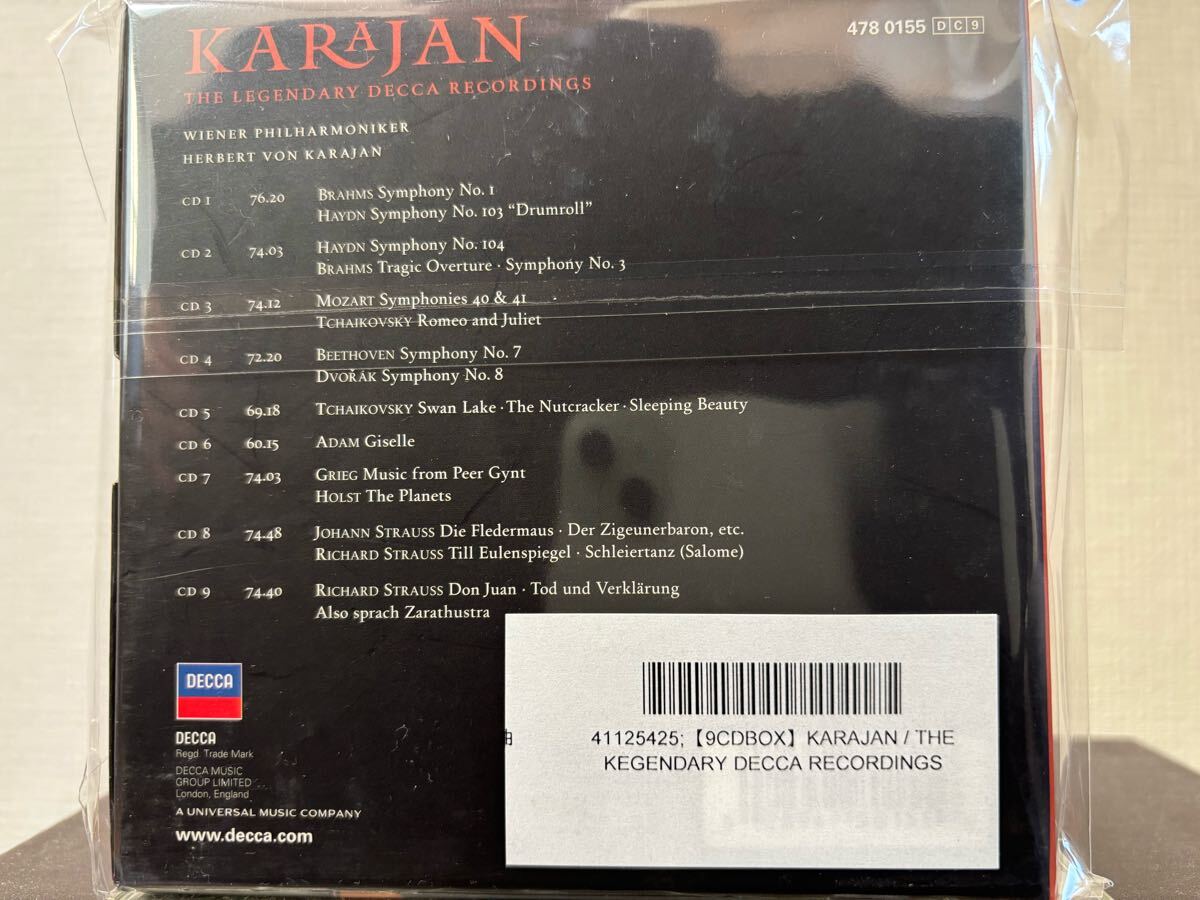 KARAJAN
478 0155 DC9
THE LEGENDARY DECCA RECORDINGS
WIENER PHILHARMONIKER
HERBERT VON KARAJAN
CD 1 76.20 BRAHMS Symphony No. 1
HAYDN Symphony No. 103 “Drumroll”
CD 2 74.03 HAYDN Symphony No. 104
BRAHMS Tragic Overture · Symphony No. 3
CD 3 74.12 MOZART Symphonies 40 & 41
TCHAIKOVSKY Romeo and Juliet
CD 4 72.20 BEETHOVEN Symphony No. 7
DVOŘÁK Symphony No. 8
CD 5 69.18 TCHAIKOVSKY Swan Lake · The Nutcracker · Sleeping Beauty
CD 6 60.15 ADAM Giselle
CD 7 74.03 GRIEG Music from Peer Gynt
HOLST The Planets
CD 8 74.48 JOHANN STRAUSS Die Fledermaus · Der Zigeunerbaron, etc.
RICHARD STRAUSS Till Eulenspiegel · Schleiertanz (Salome)
CD 9 74.40 RICHARD STRAUSS Don Juan · Tod und Verklärung
Also sprach Zarathustra
DECCA
DECCA
Regd. Trade Mark
DECCA MUSIC
GROUP LIMITED
London, England
A UNIVERSAL MUSIC COMPANY
www.decca.com
41125425;【9CDBOX】KARAJAN / THE
KEGENDARY DECCA RECORDINGS